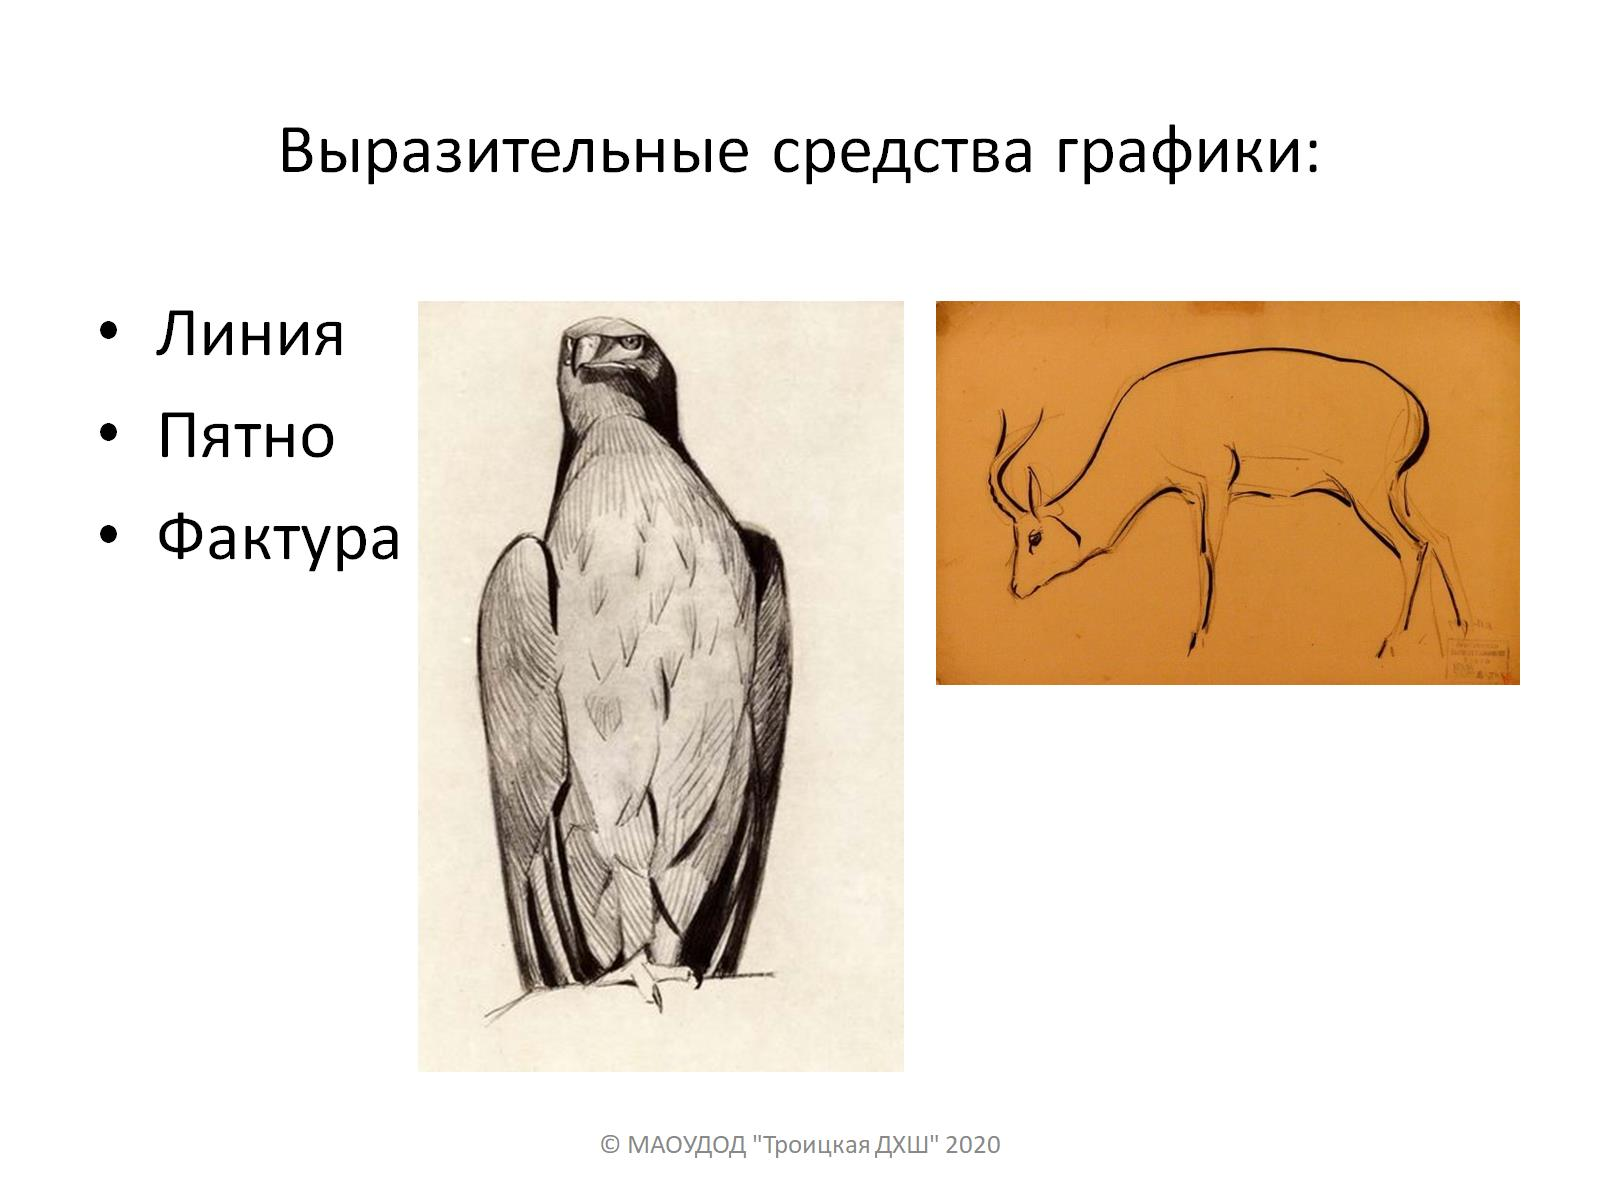 Выразительные средства графики:
• Линия
• Пятно
• Фактура
© МАОУДОД "Троицкая ДХШ" 2020